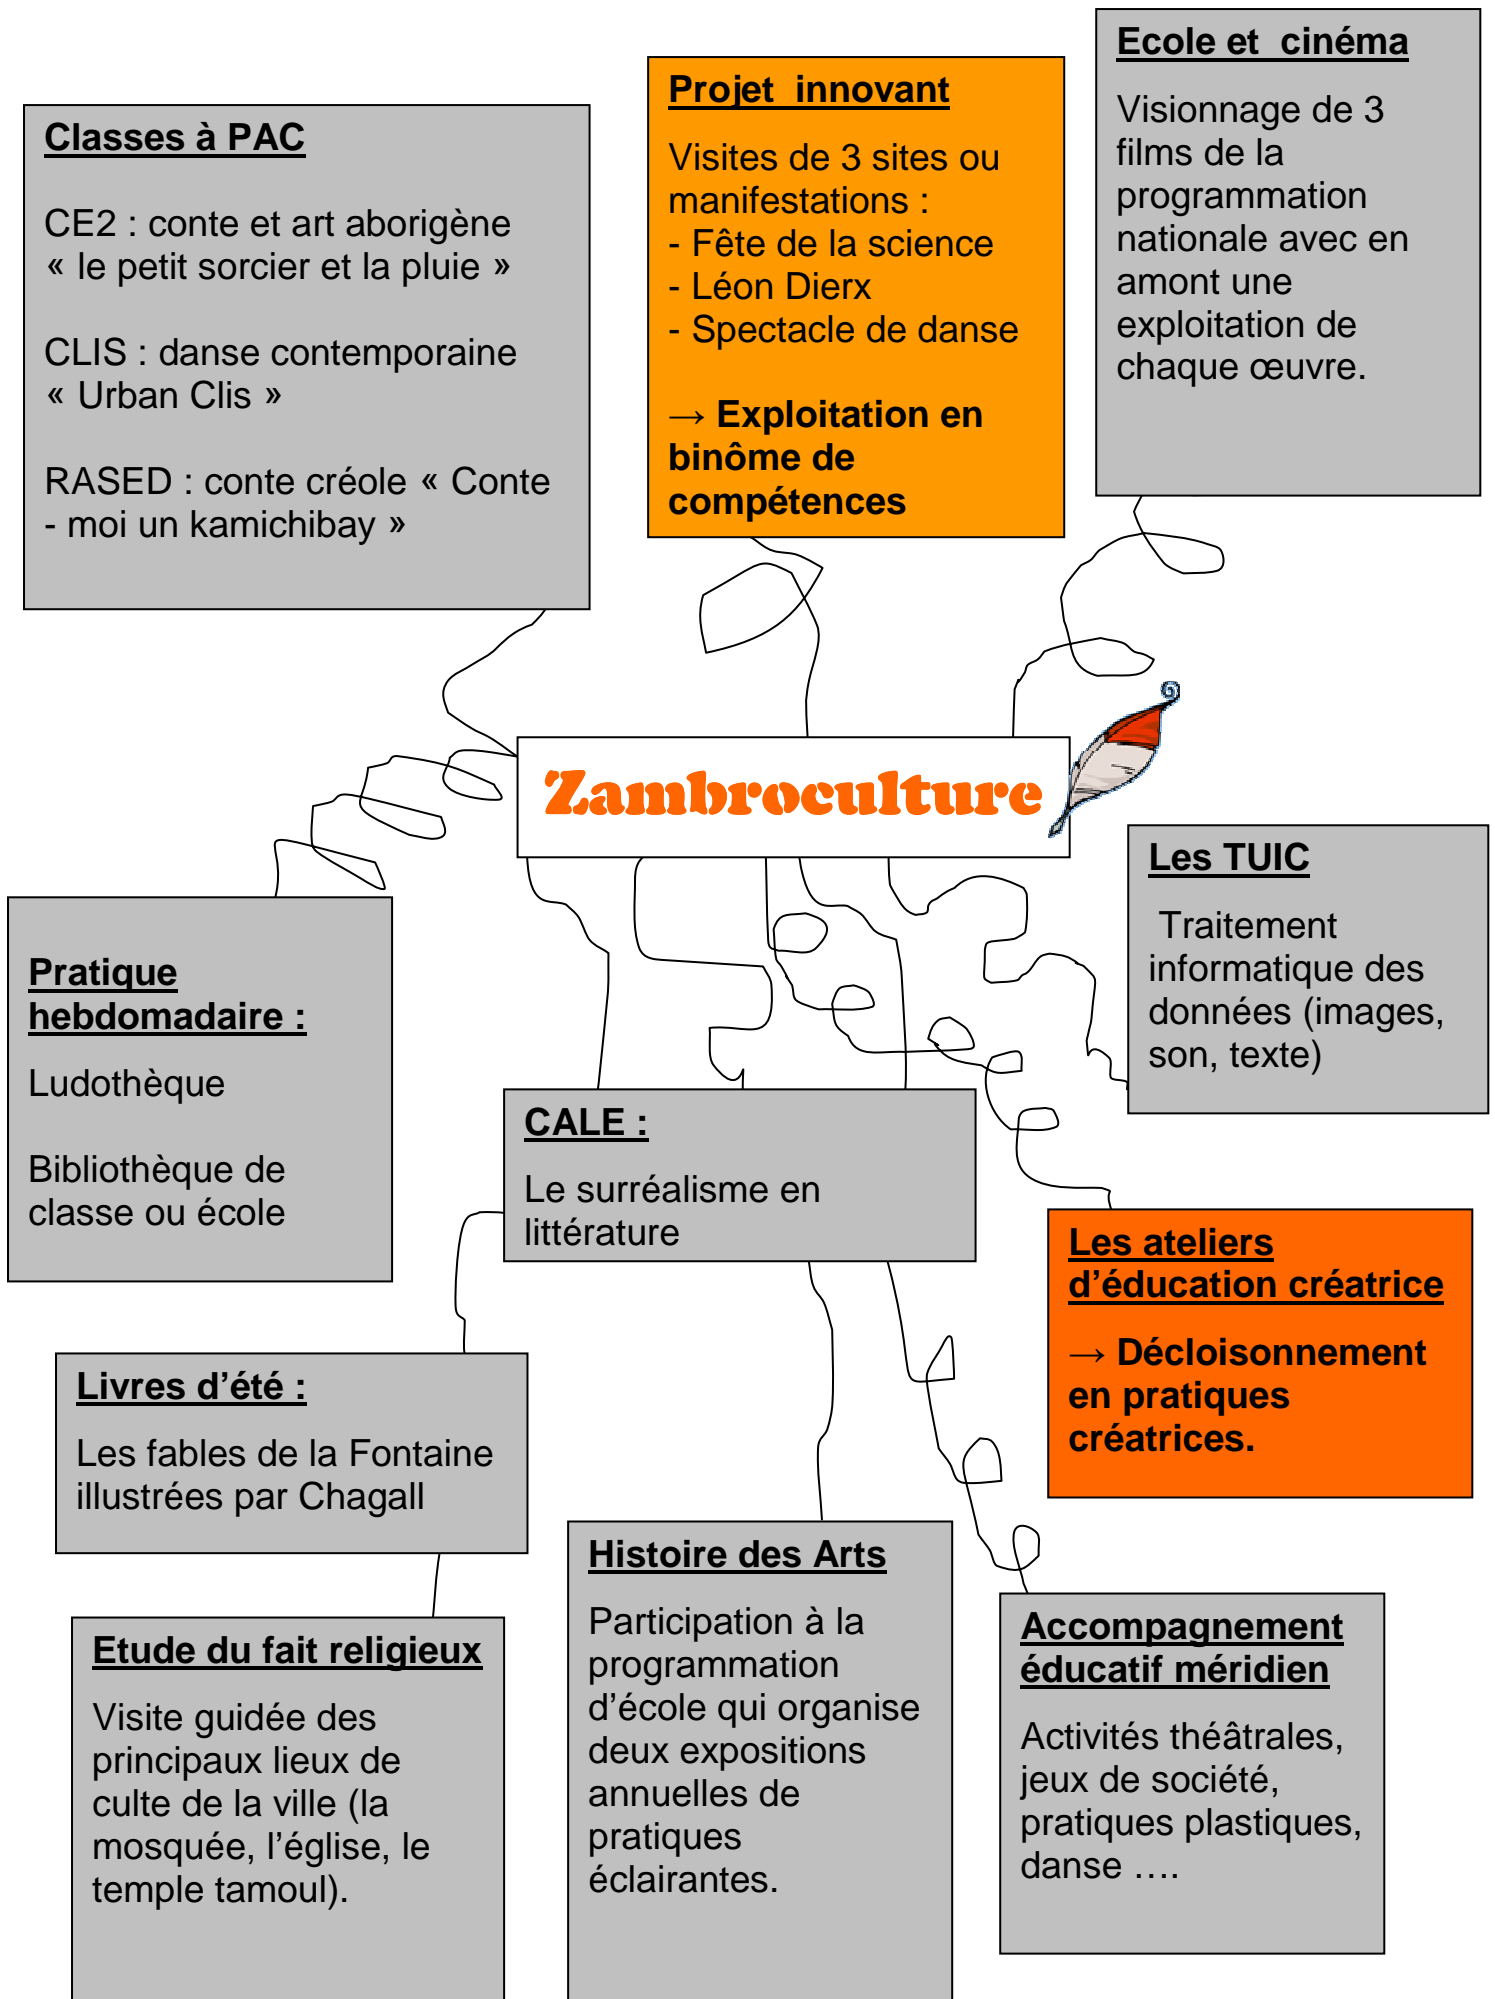 Classes à PAC
CE2 : conte et art aborigène
« le petit sorcier et la pluie »
CLIS : danse contemporaine
« Urban Clis »
RASED : conte créole « Conte
- moi un kamichibay »
Projet innovant
Visites de 3 sites ou
manifestations :
- Fête de la science
- Léon Dierx
- Spectacle de danse
→ Exploitation en
binôme de
compétences
Ecole et cinéma
Visionnage de 3
films de la
programmation
nationale avec en
amont une
exploitation de
chaque œuvre.
Zambroculture
Les TUIC
Traitement
informatique des
données (images,
son, texte)
Pratique
hebdomadaire :
Ludothèque
Bibliothèque de
classe ou école
CALE :
Le surréalisme en
littérature
Les ateliers
d’éducation créatrice
→ Décloisonnement
en pratiques
créatrices.
Livres d’été :
Les fables de la Fontaine
illustrées par Chagall
Histoire des Arts
Participation à la
programmation
d’école qui organise
deux expositions
annuelles de
pratiques
éclairantes.
Accompagnement
éducatif méridien
Activités théâtrales,
jeux de société,
pratiques plastiques,
danse ….
Etude du fait religieux
Visite guidée des
principaux lieux de
culte de la ville (la
mosquée, l’église, le
temple tamoul).